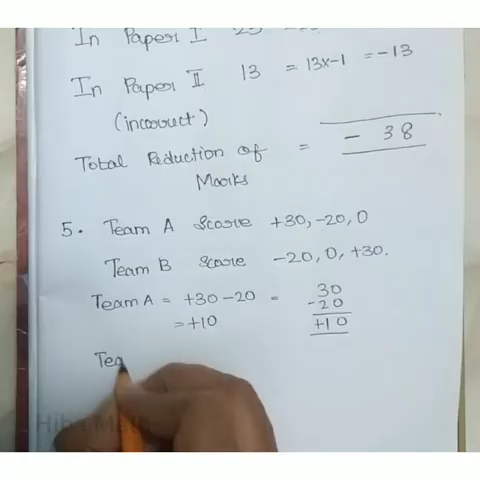 In Paper I 25
In Paper II 13 = 13x-1 = -13
(incorrect)
Total Reduction of = - 38
Marks
5. Team A Score +30, -20, 0
Team B Score -20, 0, +30.
Team A = +30 -20 = 30
-20
= +10 +10
Tea